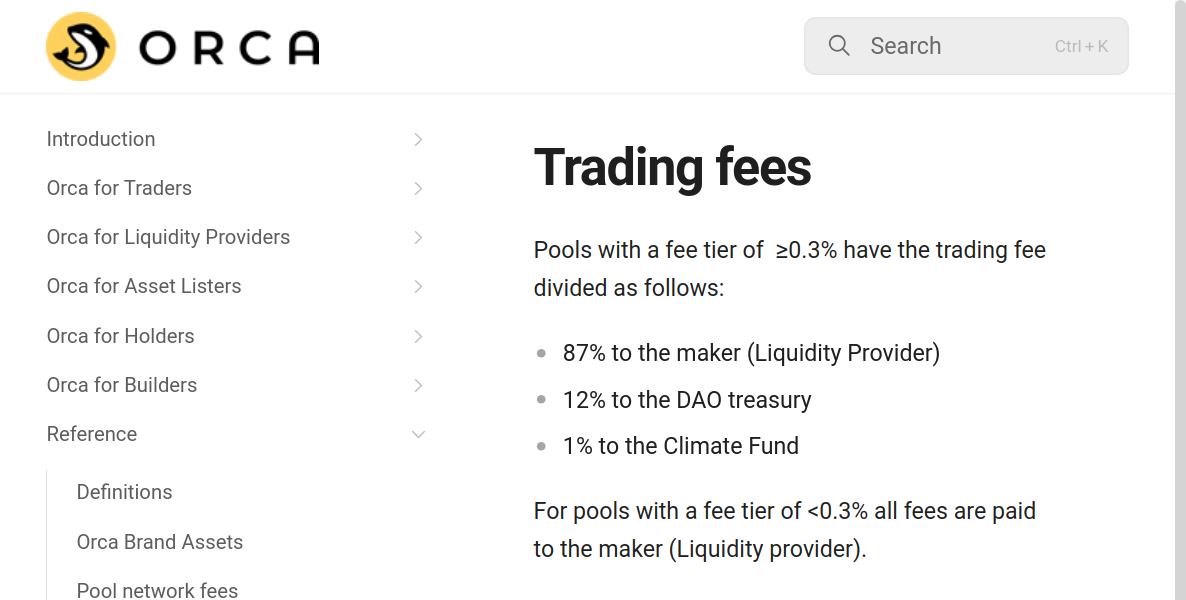 ORCA
Search
Ctrl + K
Introduction
Orca for Traders
Orca for Liquidity Providers
Orca for Asset Listers
Orca for Holders
Orca for Builders
Reference
Definitions
Orca Brand Assets
Pool network fees
Trading fees
Pools with a fee tier of  ≥0.3% have the trading fee
divided as follows:
87% to the maker (Liquidity Provider)
12% to the DAO treasury
1% to the Climate Fund
For pools with a fee tier of <0.3% all fees are paid
to the maker (Liquidity provider).